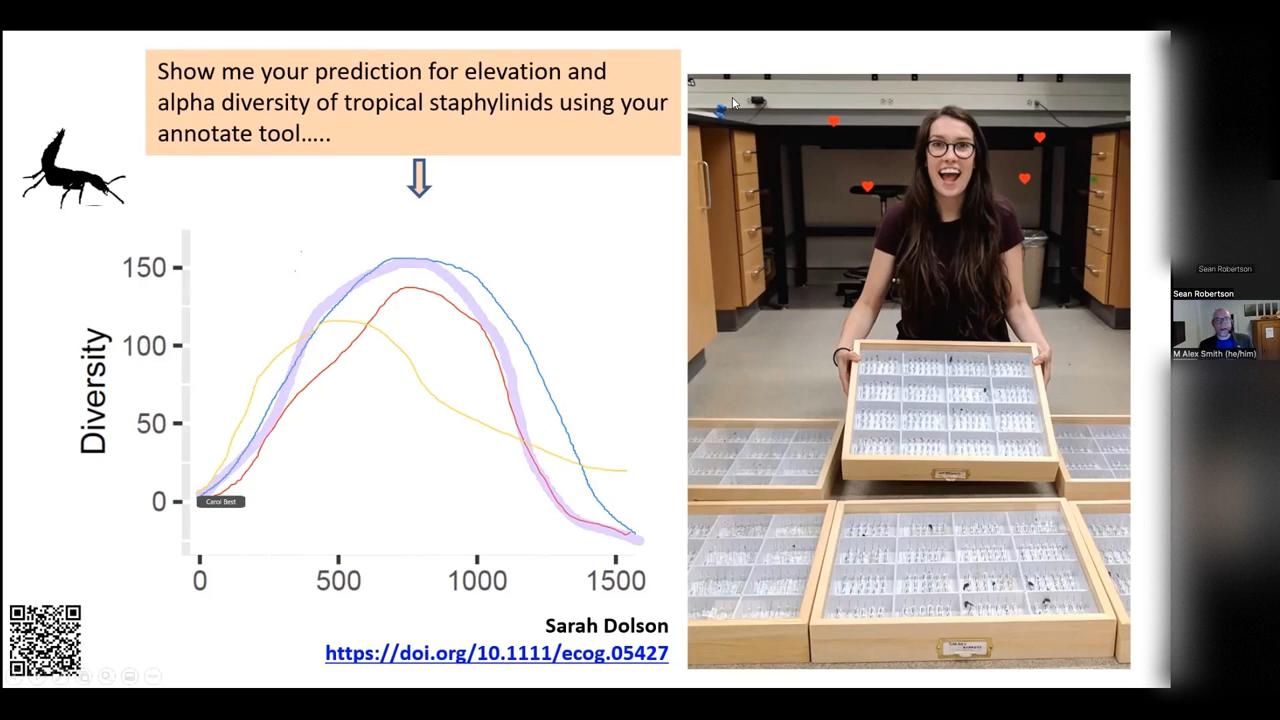 Show me your prediction for elevation and
alpha diversity of tropical staphylinids using your
annotate tool…..
Diversity
150
100
50
0
Carol Best
0
500
1000
1500
Sarah Dolson
https://doi.org/10.1111/ecog.05427
Sean Robertson
Sean Robertson
M Alex Smith (he/him)